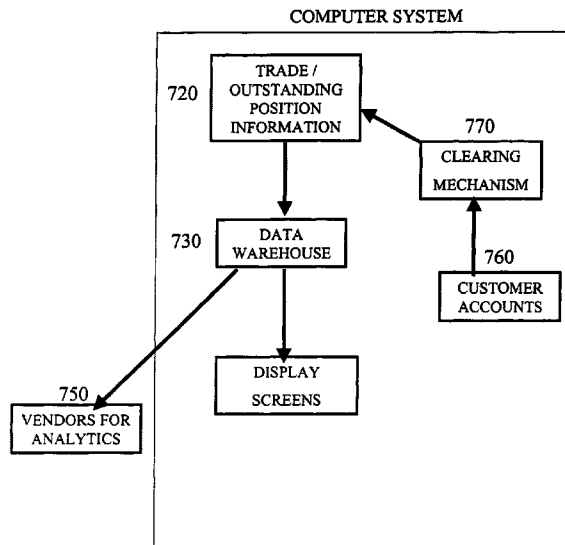 COMPUTER SYSTEM
720
TRADE /
OUTSTANDING
POSITION
INFORMATION
770
CLEARING
MECHANISM
730
DATA
WAREHOUSE
760
CUSTOMER
ACCOUNTS
DISPLAY
SCREENS
750
VENDORS FOR
ANALYTICS